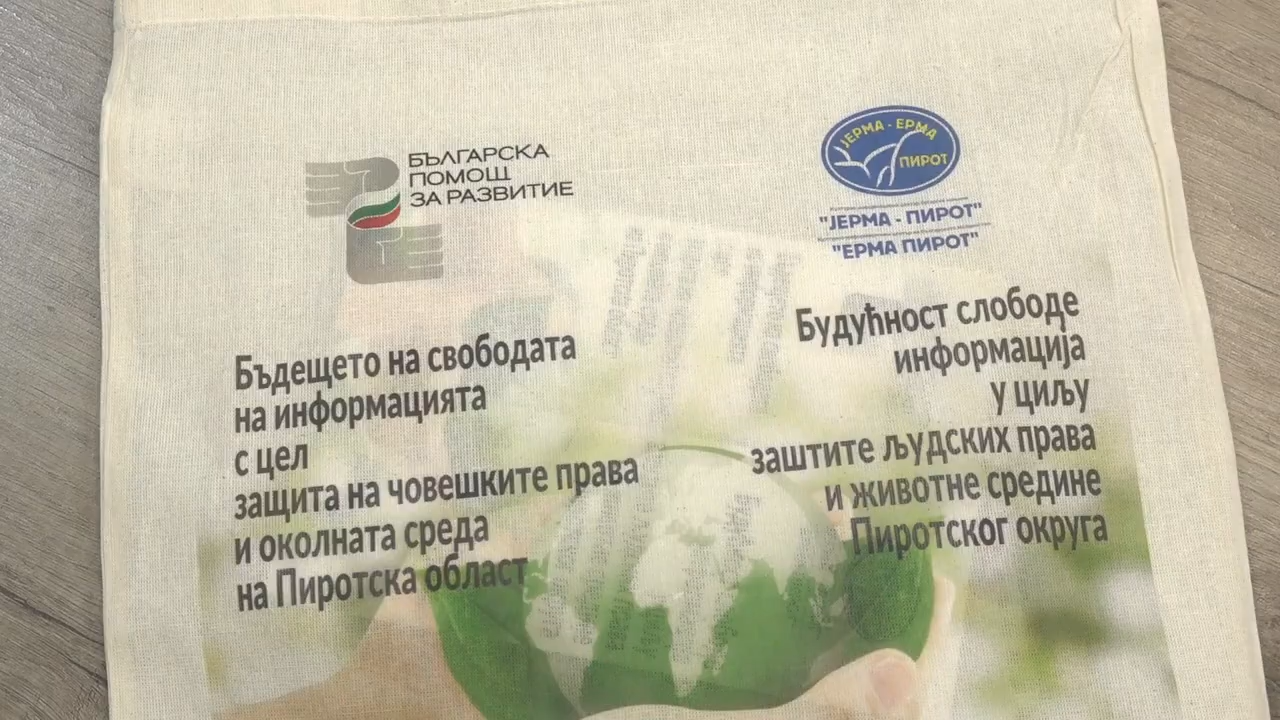 БЪЛГАРСКА
ПОМОЩ
ЗА РАЗВИТИЕ
ЈЕРМА - ЕРМА
ПИРОТ
"ЈЕРМА - ПИРОТ"
"ЕРМА ПИРОТ"
Бъдещето на свободата
на информацията
с цел
защита на човешките права
и околната среда
на Пиротска област
Будућност слободе
информација
у циљу
заштите људских права
и животне средине
Пиротског округа